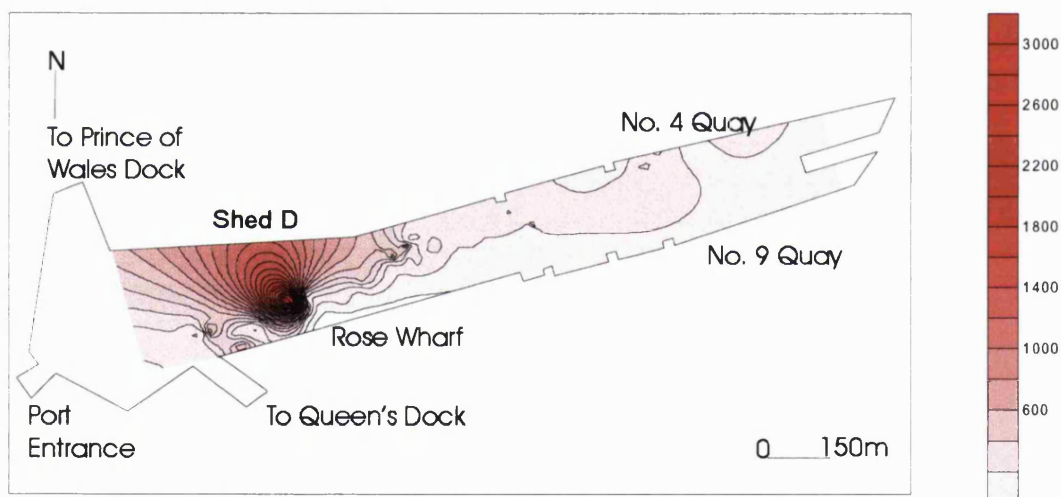 N
To Prince of
Wales Dock
Shed D
No. 4 Quay
No. 9 Quay
Rose Wharf
Port
Entrance
To Queen's Dock
0 150m
3000
2600
2200
1800
1400
1000
600